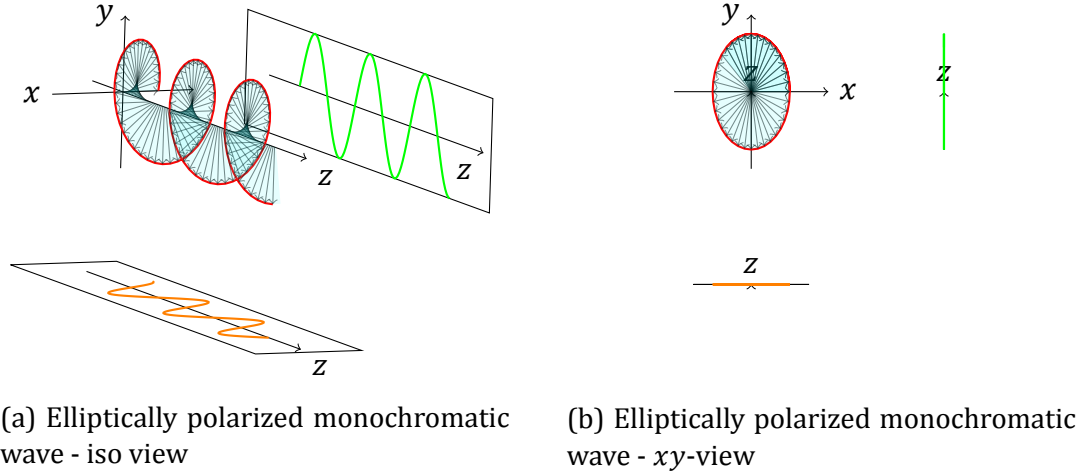 y
x
z
z
z
y
z
x
z
z
(a) Elliptically polarized monochromatic
wave - iso view
(b) Elliptically polarized monochromatic
wave - xy-view